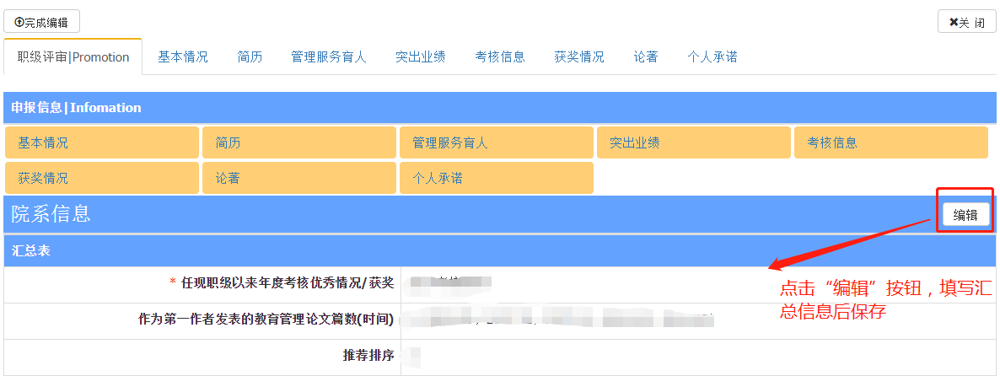 完成编辑
关 闭
职级评审|Promotion 基本情况 简历 管理服务育人 突出业绩 考核信息 获奖情况 论著 个人承诺
申报信息|Infomation
基本情况 简历 管理服务育人 突出业绩 考核信息
获奖情况 论著 个人承诺
院系信息
编辑
汇总表
* 任现职级以来年度考核优秀情况/获奖
作为第一作者发表的教育管理论文篇数(时间)
推荐排序
点击“编辑”按钮，填写汇
总信息后保存